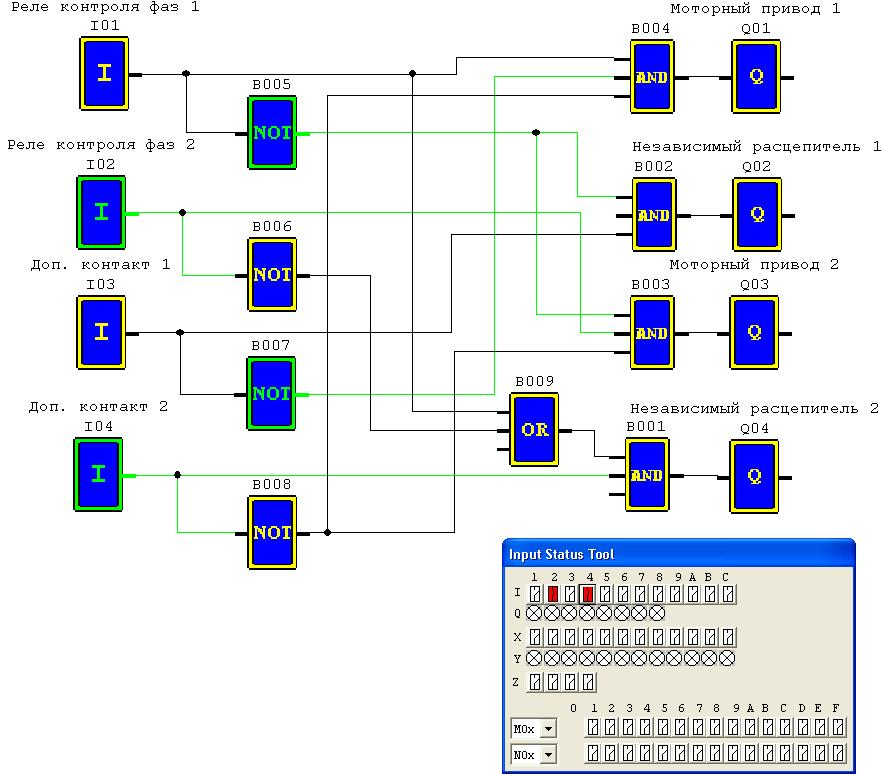 Реле контроля фаз 1
Моторный привод 1
I01
B004
Q01
I
AND
Q
B005
NOT
Реле контроля фаз 2
Независимый расцепитель 1
I02
B002
Q02
I
AND
Q
B006
NOT
Доп. контакт 1
Моторный привод 2
I03
B003
Q03
I
AND
Q
B007
NOT
B009
OR
Доп. контакт 2
Независимый расцепитель 2
I04
B001
Q04
I
AND
Q
B008
NOT
Input Status Tool
1 2 3 4 5 6 7 8 9 A B C
I
Q
X
Y
Z
0 1 2 3 4 5 6 7 8 9 A B C D E F
M0x
N0x